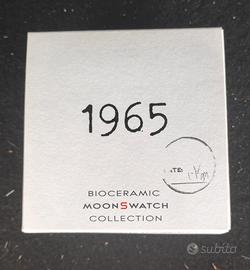 1965
BIOCERAMIC
MOONSWATCH
COLLECTION
subito